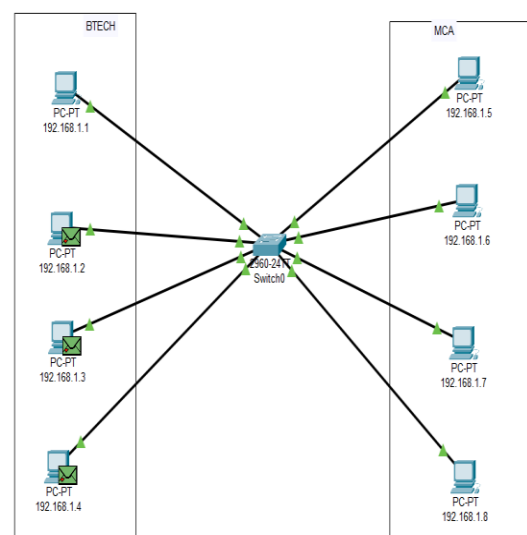 BTECH
PC-PT
192.168.1.1
PC-PT
192.168.1.2
PC-PT
192.168.1.3
PC-PT
192.168.1.4
2960-24TT
Switch0
MCA
PC-PT
192.168.1.5
PC-PT
192.168.1.6
PC-PT
192.168.1.7
PC-PT
192.168.1.8